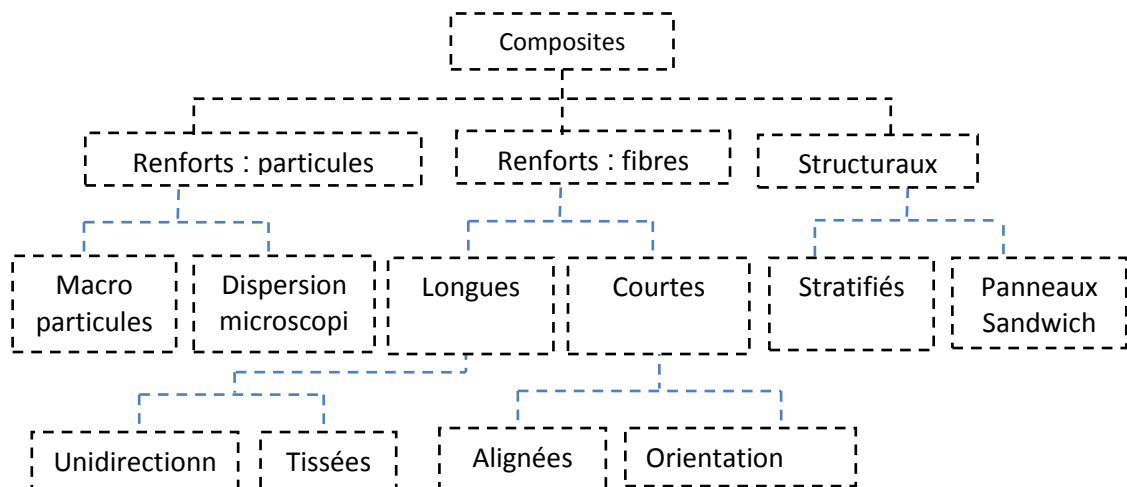 Composites
Renforts : particules
Renforts : fibres
Structuraux
Macro
particules
Dispersion
microscopi
Longues
Courtes
Stratifiés
Panneaux
Sandwich
Unidirectionn
Tissées
Alignées
Orientation